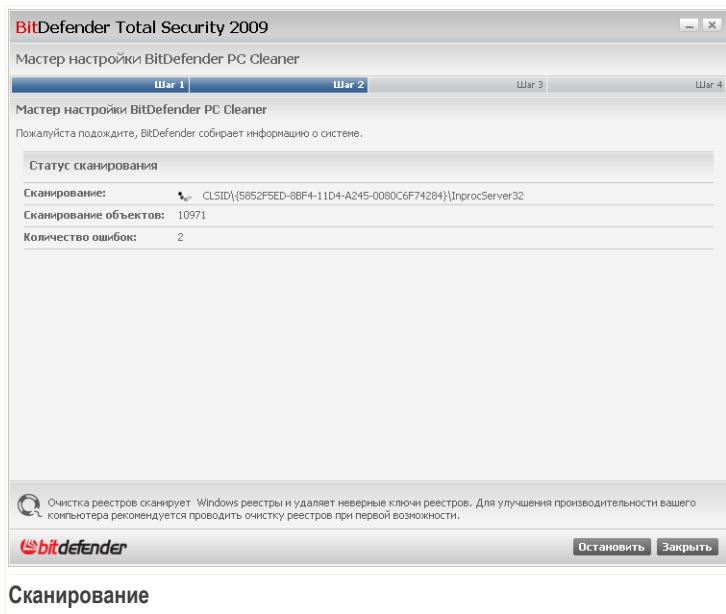 BitDefender Total Security 2009
Мастер настройки BitDefender PC Cleaner
Шаг 1 Шаг 2 Шаг 3 Шаг 4
Мастер настройки BitDefender PC Cleaner
Пожалуйста подождите, BitDefender собирает информацию о системе.
Статус сканирования
Сканирование: CLSID\{5852F5ED-8BF4-11D4-A245-0080C6F74284}\InprocServer32
Сканирование объектов: 10971
Количество ошибок: 2
Очистка реестров сканирует Windows реестры и удаляет неверные ключи реестров. Для улучшения производительности вашего
компьютера рекомендуется проводить очистку реестров при первой возможности.
bitdefender
Остановить Закрыть
Сканирование